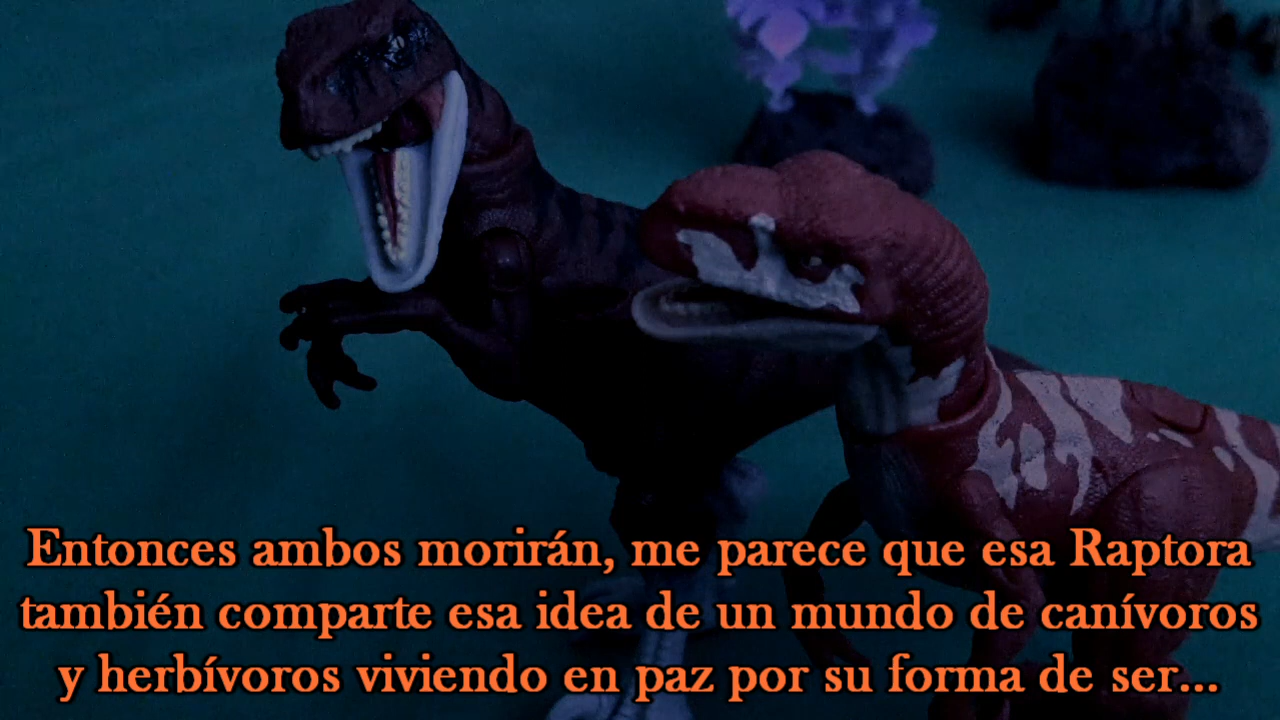 Entonces ambos morirán, me parece que esa Raptora
también comparte esa idea de un mundo de canívoros
y herbívoros viviendo en paz por su forma de ser...